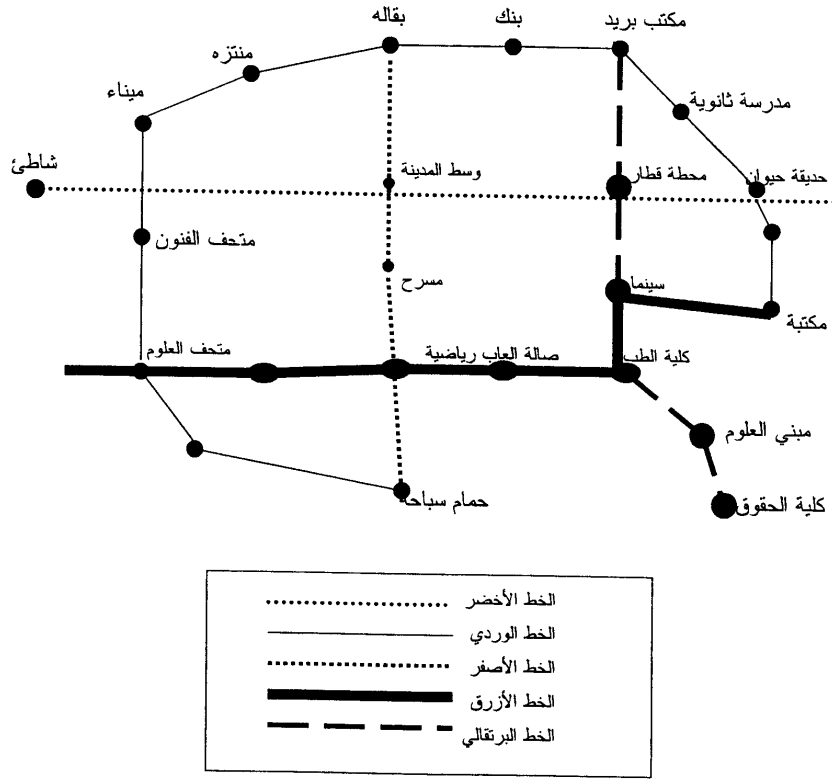 مكتب بريد
بنك
بقاله
منتزه
ميناء
مدرسة ثانوية
شاطئ
وسط المدينة
محطة قطار
حديقة حيوان
متحف الفنون
مسرح
سينما
مكتبة
متحف العلوم
صالة العاب رياضية
كلية الطب
مبني العلوم
حمام سباحة
كلية الحقوق
الخط الأخضر
الخط الوردي
الخط الأصفر
الخط الأزرق
الخط البرتقالي